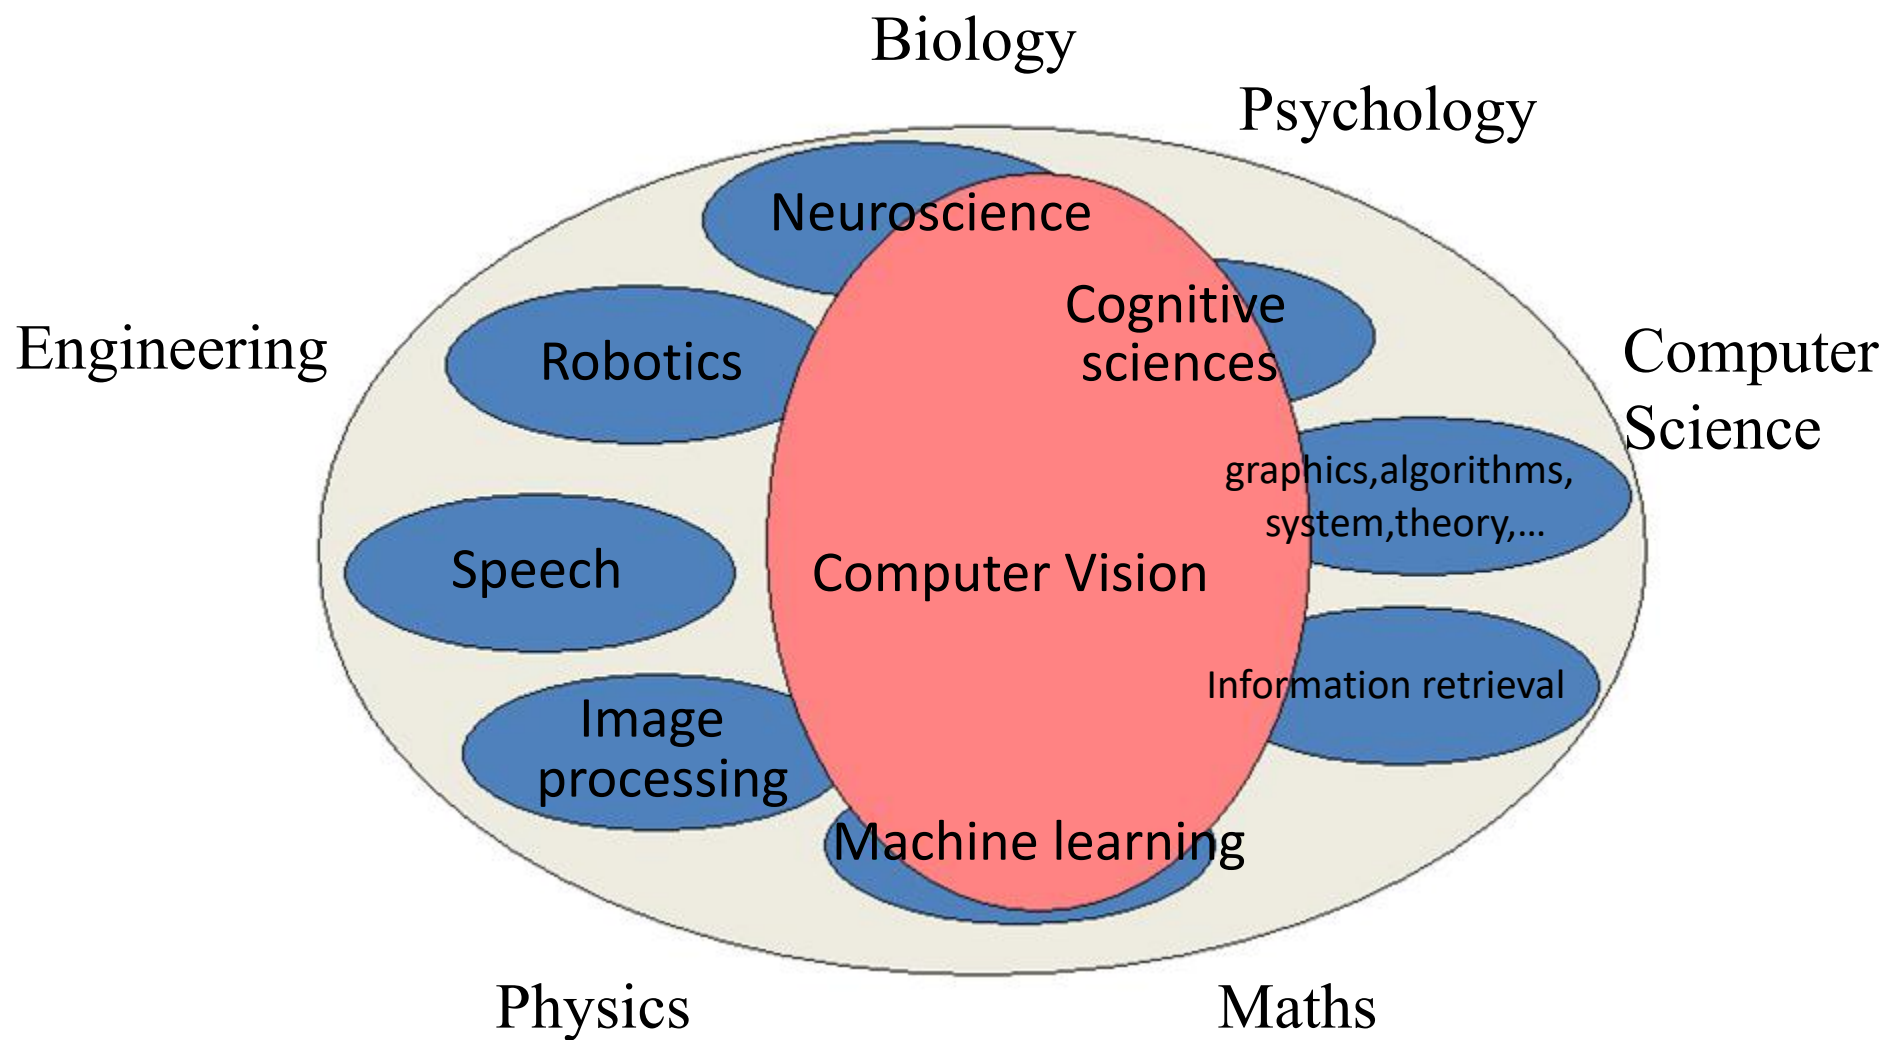 Biology
Psychology
Neuroscience
Cognitive
sciences
Engineering
Robotics
Computer
Science
graphics,algorithms,
system,theory,...
Speech
Computer Vision
Information retrieval
Image
processing
Machine learning
Physics
Maths